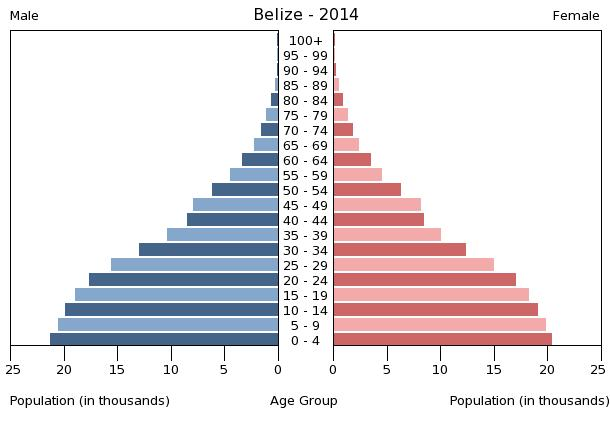 Belize - 2014
Male
Female
100+
95 - 99
90 - 94
85 - 89
80 - 84
75 - 79
70 - 74
65 - 69
60 - 64
55 - 59
50 - 54
45 - 49
40 - 44
35 - 39
30 - 34
25 - 29
20 - 24
15 - 19
10 - 14
5 - 9
0 - 4
25 20 15 10 5 0 0 5 10 15 20 25
Population (in thousands) Age Group Population (in thousands)